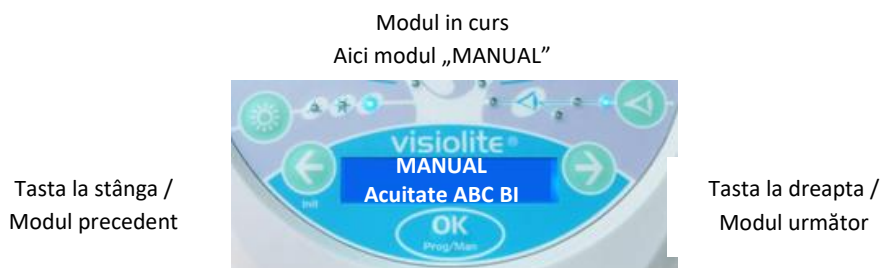 Modul in curs
Aici modul „MANUAL”
visiolite®
MANUAL
Acuitate ABC BI
Init
OK
Prog/Man
Tasta la stânga /
Modul precedent
Tasta la dreapta /
Modul următor